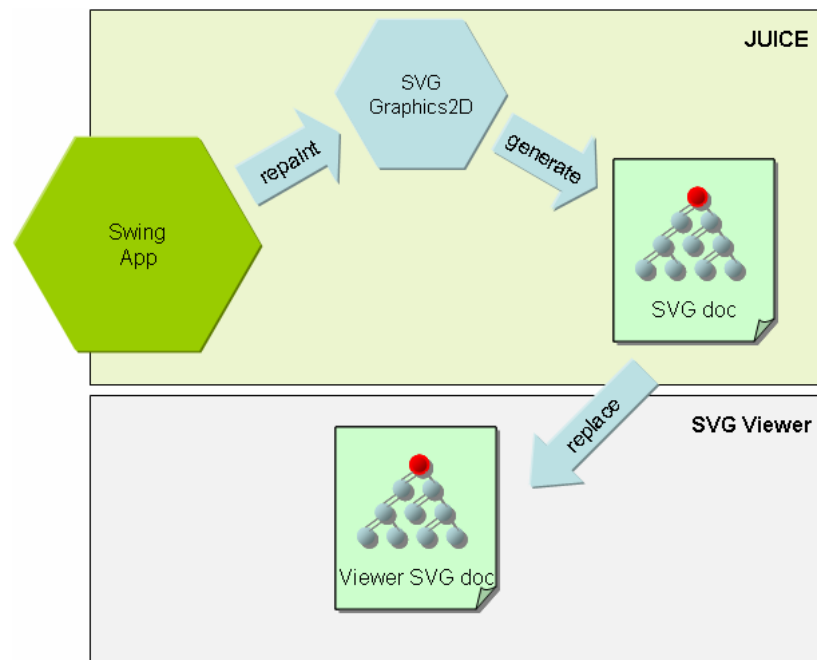 JUICE
SVG
Graphics2D
repaint
generate
Swing
App
SVG doc
replace
SVG Viewer
Viewer SVG doc